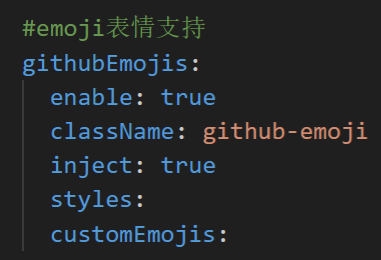 #emoji表情支持
githubEmojis:
  enable: true
  className: github-emoji
  inject: true
  styles:
  customEmojis: